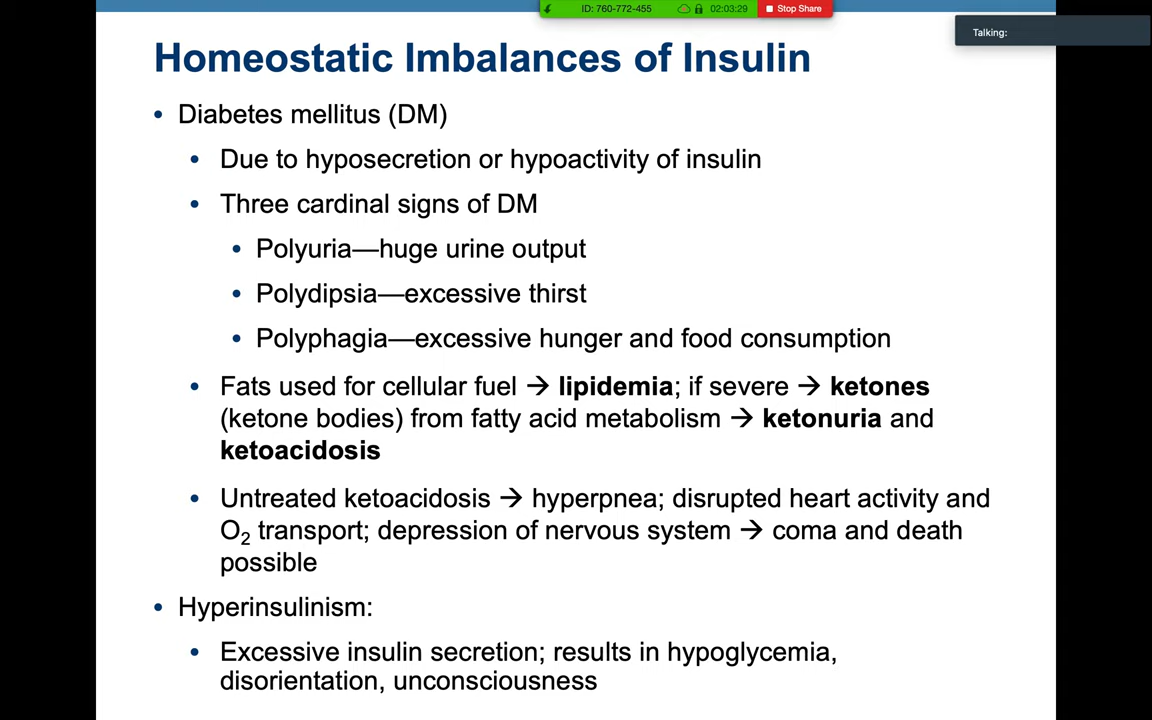 ID: 760-772-455
02:03:29
Stop Share
Talking:
Homeostatic Imbalances of Insulin
• Diabetes mellitus (DM)
• Due to hyposecretion or hypoactivity of insulin
• Three cardinal signs of DM
• Polyuria—huge urine output
• Polydipsia—excessive thirst
• Polyphagia—excessive hunger and food consumption
• Fats used for cellular fuel → lipidemia; if severe → ketones
(ketone bodies) from fatty acid metabolism → ketonuria and
ketoacidosis
• Untreated ketoacidosis → hyperpnea; disrupted heart activity and
O₂ transport; depression of nervous system → coma and death
possible
• Hyperinsulinism:
• Excessive insulin secretion; results in hypoglycemia,
disorientation, unconsciousness